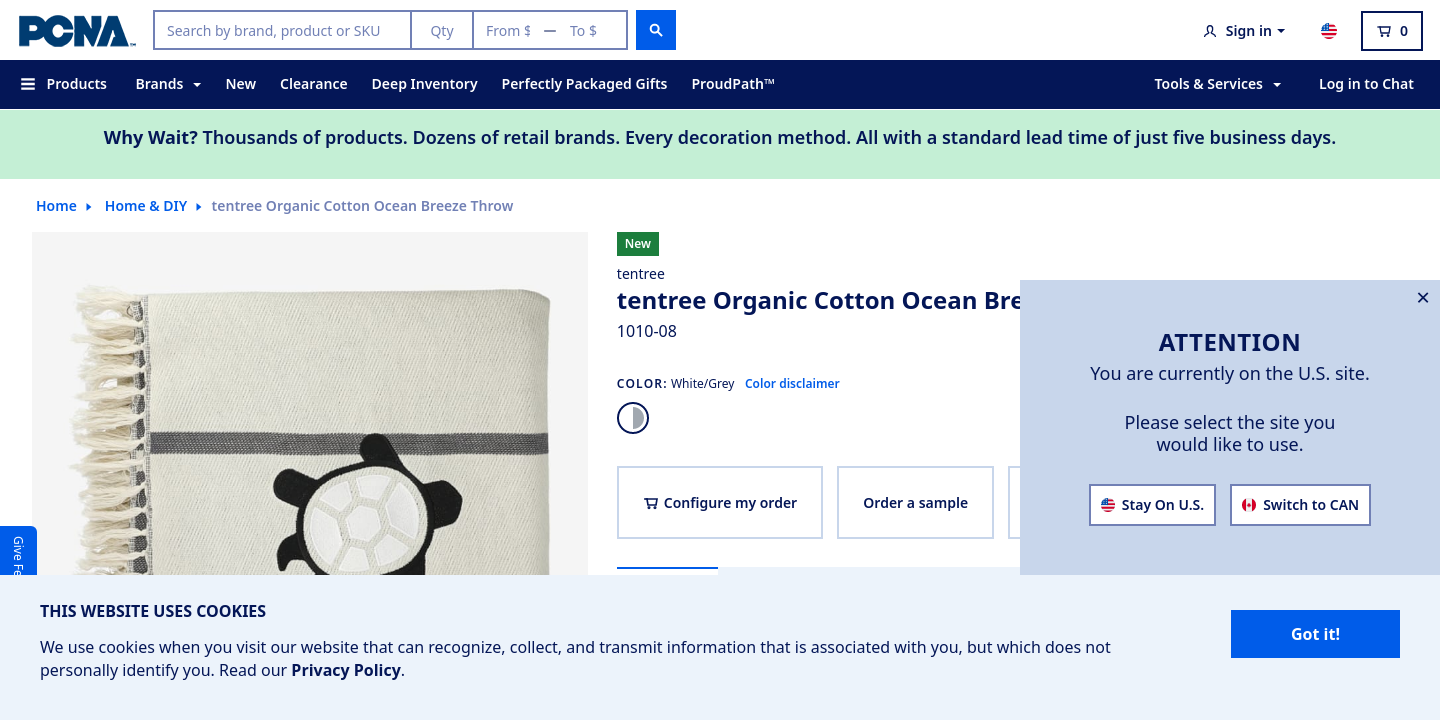 PCNA™
Search by brand, product or SKU
Qty
From $ — To $
Sign in
0
Products
Brands
New
Clearance
Deep Inventory
Perfectly Packaged Gifts
ProudPath™
Tools & Services
Log in to Chat
Why Wait? Thousands of products. Dozens of retail brands. Every decoration method. All with a standard lead time of just five business days.
Home
Home & DIY
tentree Organic Cotton Ocean Breeze Throw
New
tentree
tentree Organic Cotton Ocean Bre
1010-08
COLOR: White/Grey Color disclaimer
Configure my order
Order a sample
ATTENTION
You are currently on the U.S. site.
Please select the site you
would like to use.
Stay On U.S.
Switch to CAN
Give Fe
THIS WEBSITE USES COOKIES
We use cookies when you visit our website that can recognize, collect, and transmit information that is associated with you, but which does not
personally identify you. Read our Privacy Policy.
Got it!